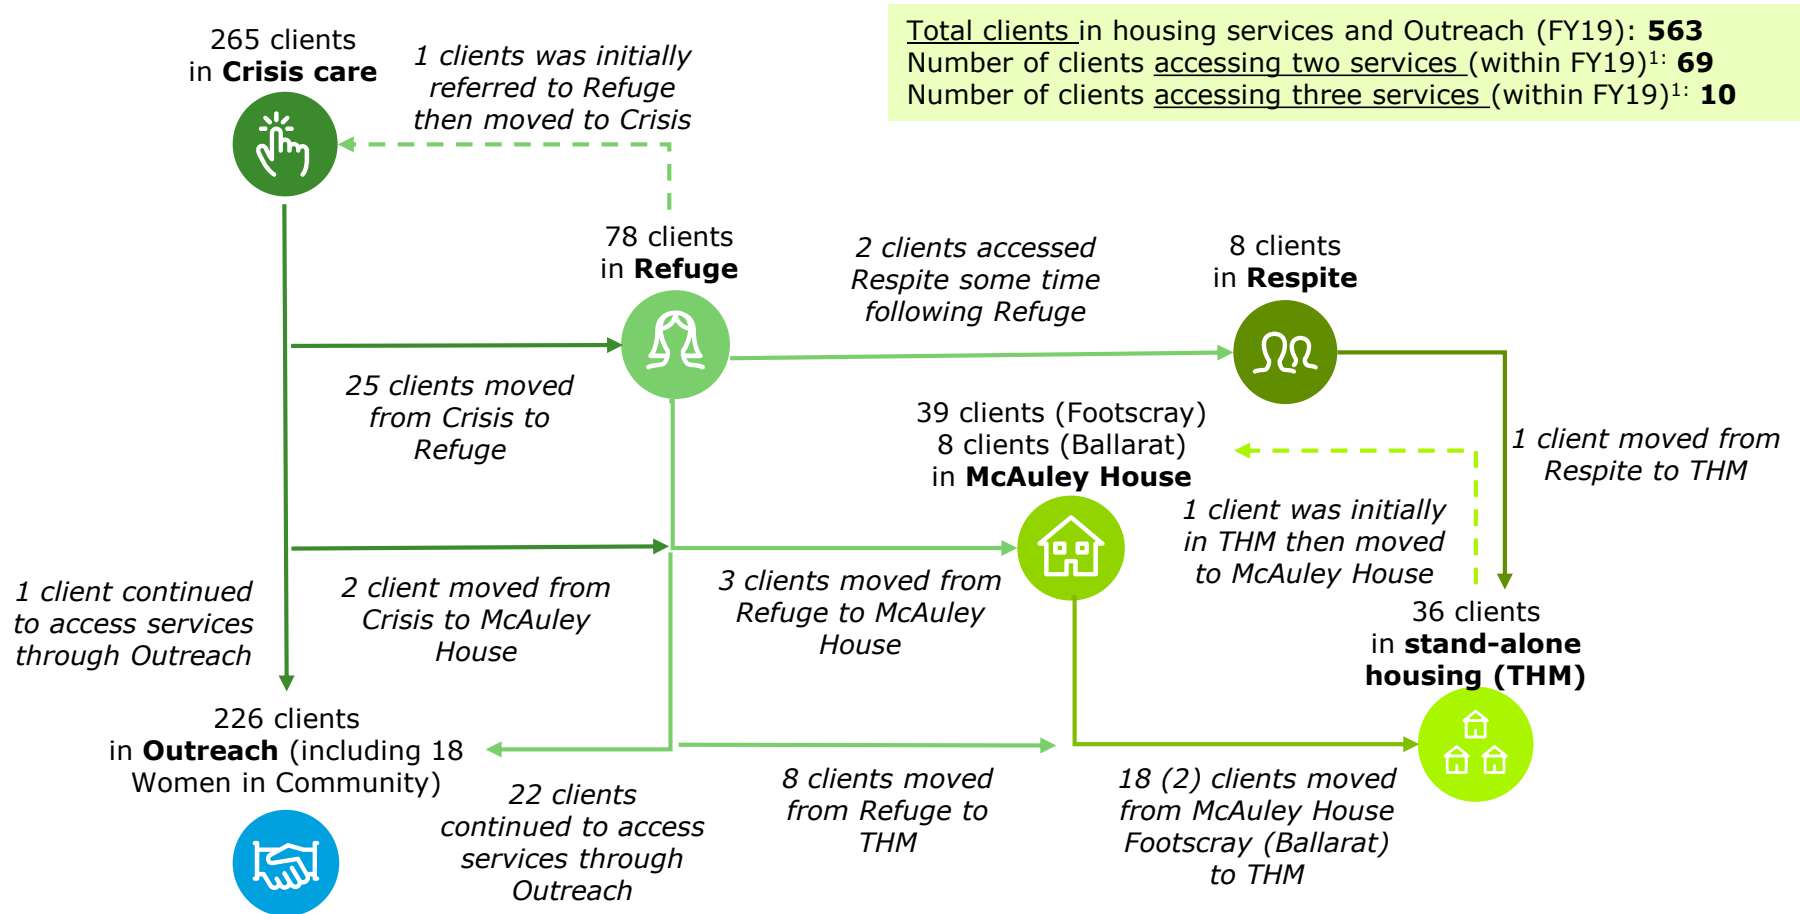 265 clients
in Crisis care
1 clients was initially
referred to Refuge
then moved to Crisis
Total clients in housing services and Outreach (FY19): 563
Number of clients accessing two services (within FY19)1: 69
Number of clients accessing three services (within FY19)1: 10
78 clients
in Refuge
2 clients accessed
Respite some time
following Refuge
8 clients
in Respite
25 clients moved
from Crisis to
Refuge
39 clients (Footscray)
8 clients (Ballarat)
in McAuley House
1 client moved from
Respite to THM
1 client was initially
in THM then moved
to McAuley House
1 client continued
to access services
through Outreach
2 client moved from
Crisis to McAuley
House
3 clients moved from
Refuge to McAuley
House
36 clients
in stand-alone
housing (THM)
226 clients
in Outreach (including 18
Women in Community)
22 clients
continued to access
services through
Outreach
8 clients moved
from Refuge to
THM
18 (2) clients moved
from McAuley House
Footscray (Ballarat)
to THM